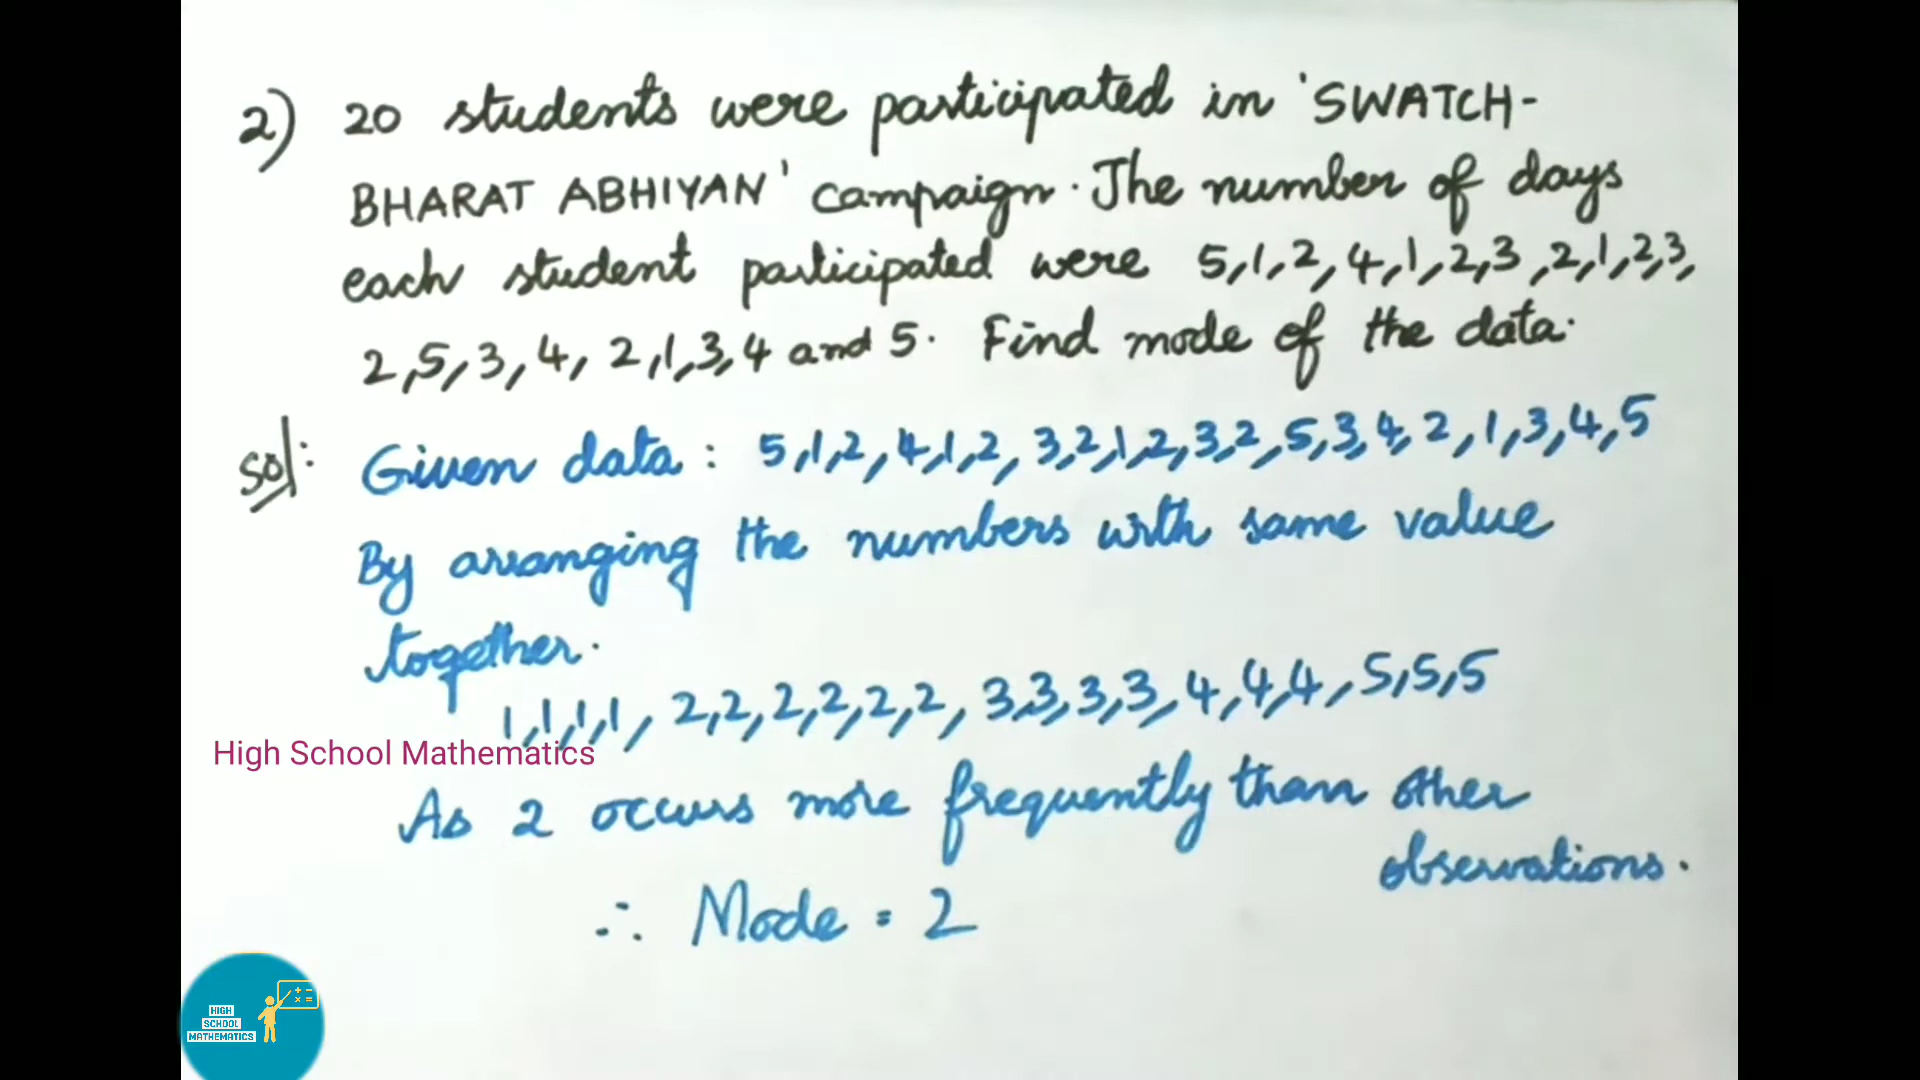 2) 20 students were participated in 'SWATCH-
BHARAT ABHIYAN' campaign. The number of days
each student participated were 5,1,2,4,1,2,3,2,1,2,3,
2,5,3,4, 2,1,3,4 and 5. Find mode of the data.
Sol: Given data : 5,1,2,4,1,2,3,2,1,2,3,2,5,3,4,2,1,3,4,5
By arranging the numbers with same value
together.
1,1,1,1, 2,2,2,2,2,2, 3,3,3,3, 4,4,4, 5,5,5
High School Mathematics
As 2 occurs more frequently than other
observations.
∴ Mode = 2
HIGH
SCHOOL
MATHEMATICS